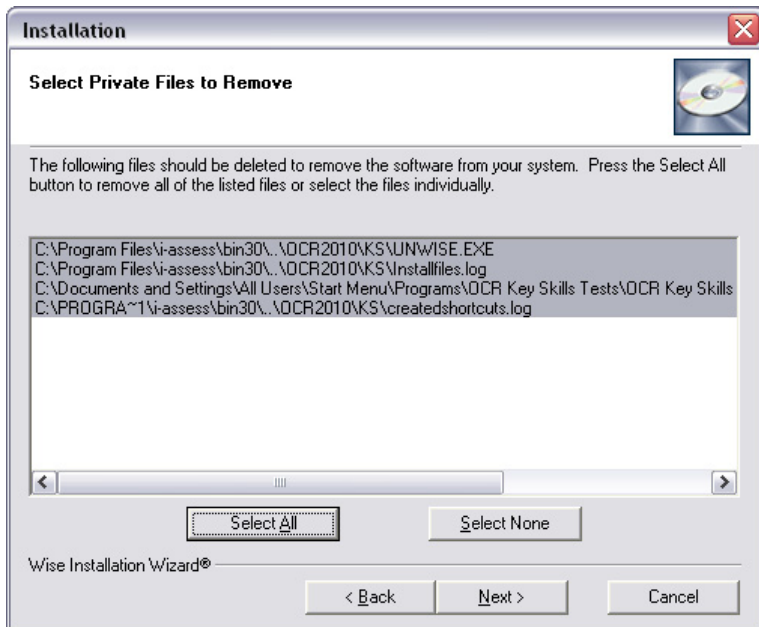 Installation
Select Private Files to Remove
The following files should be deleted to remove the software from your system.  Press the Select All
button to remove all of the listed files or select the files individually.
C:\Program Files\i-assess\bin30\..\OCR2010\KS\UNWISE.EXE
C:\Program Files\i-assess\bin30\..\OCR2010\KS\Installfiles.log
C:\Documents and Settings\All Users\Start Menu\Programs\OCR Key Skills Tests\OCR Key Skills
C:\PROGRA~1\i-assess\bin30\..\OCR2010\KS\createdshortcuts.log
Select All
Select None
Wise Installation Wizard®
< Back
Next >
Cancel